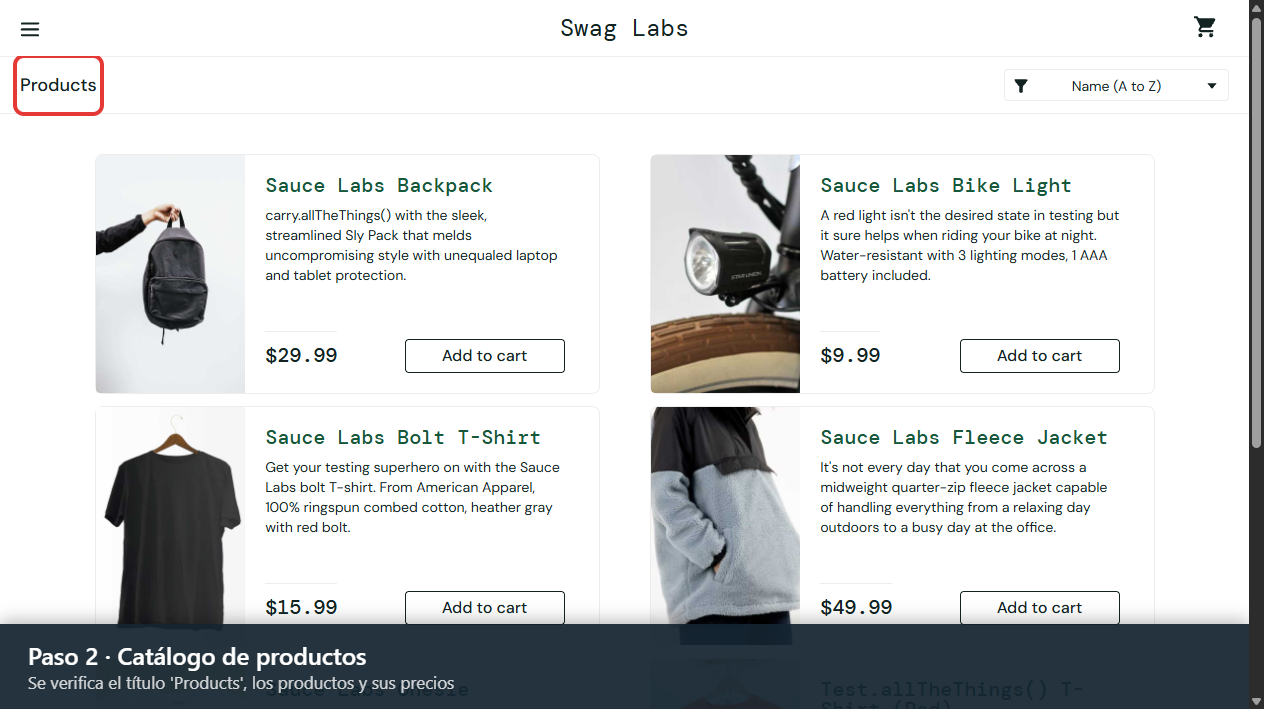 Swag Labs
Products
Name (A to Z)
Sauce Labs Backpack
carry.allTheThings() with the sleek,
streamlined Sly Pack that melds
uncompromising style with unequaled laptop
and tablet protection.
$29.99
Add to cart
Sauce Labs Bike Light
A red light isn't the desired state in testing but
it sure helps when riding your bike at night.
Water-resistant with 3 lighting modes, 1 AAA
battery included.
$9.99
Add to cart
Sauce Labs Bolt T-Shirt
Get your testing superhero on with the Sauce
Labs bolt T-shirt. From American Apparel,
100% ringspun combed cotton, heather gray
with red bolt.
$15.99
Add to cart
Sauce Labs Fleece Jacket
It's not every day that you come across a
midweight quarter-zip fleece jacket capable
of handling everything from a relaxing day
outdoors to a busy day at the office.
$49.99
Add to cart
Paso 2 · Catálogo de productos
Se verifica el título 'Products', los productos y sus precios
Sauce Labs Onesie
Test.allTheThings() T-
Shirt (Red)